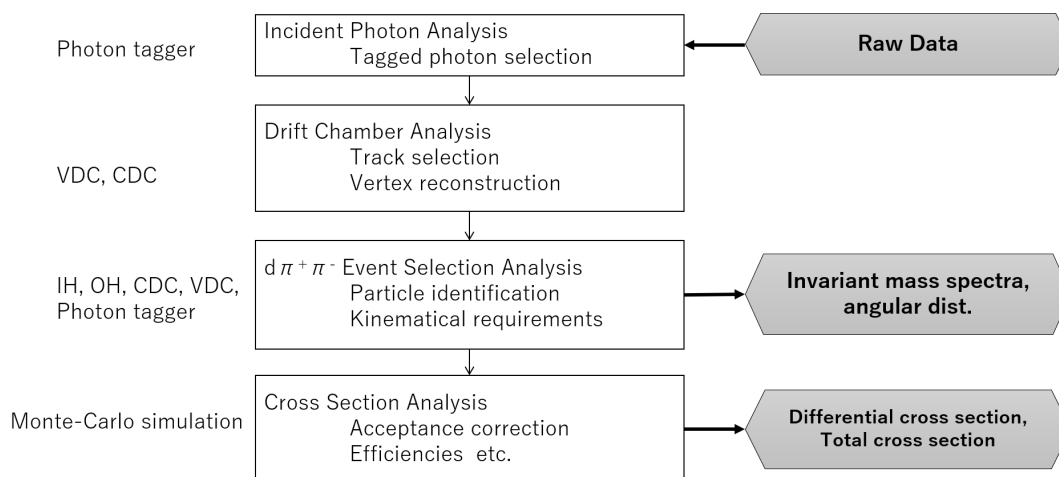 Photon tagger
Incident Photon Analysis
Tagged photon selection
Raw Data
VDC, CDC
Drift Chamber Analysis
Track selection
Vertex reconstruction
IH, OH, CDC, VDC,
Photon tagger
dπ⁺π⁻ Event Selection Analysis
Particle identification
Kinematical requirements
Invariant mass spectra,
angular dist.
Monte-Carlo simulation
Cross Section Analysis
Acceptance correction
Efficiencies etc.
Differential cross section,
Total cross section